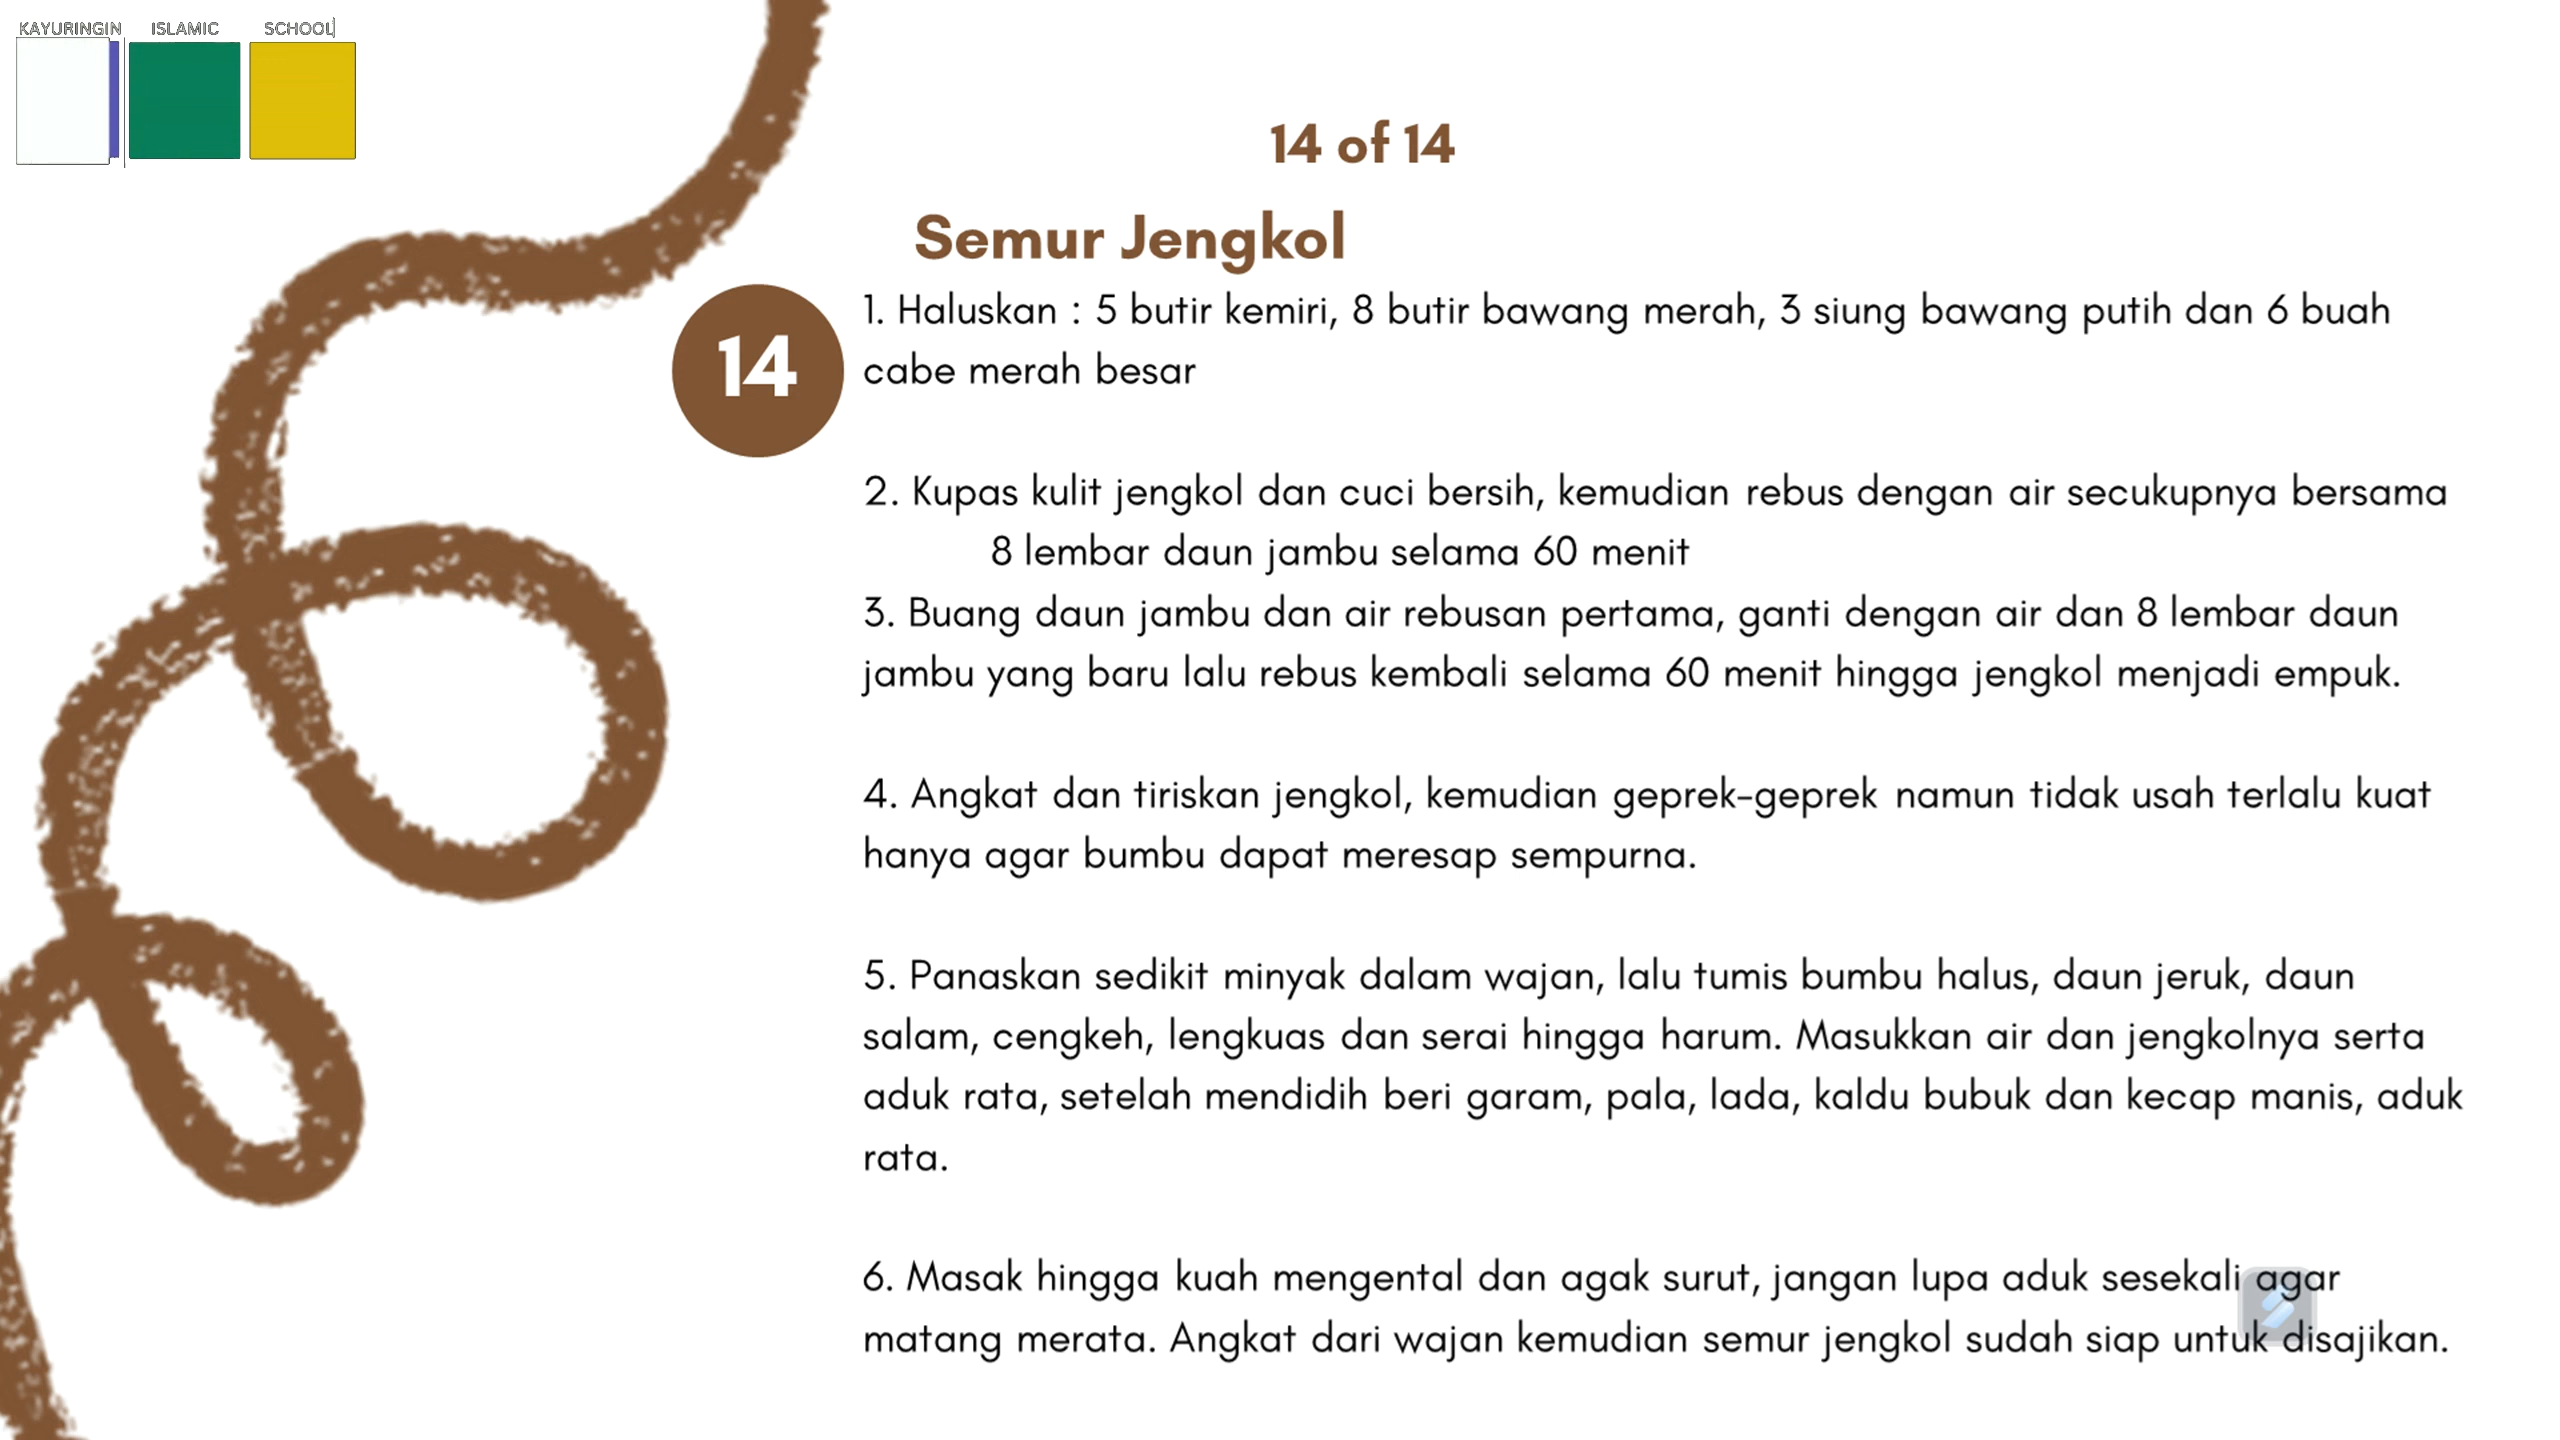 KAYURINGIN ISLAMIC SCHOOL
14 of 14
Semur Jengkol
14
1. Haluskan : 5 butir kemiri, 8 butir bawang merah, 3 siung bawang putih dan 6 buah
cabe merah besar
2. Kupas kulit jengkol dan cuci bersih, kemudian rebus dengan air secukupnya bersama
8 lembar daun jambu selama 60 menit
3. Buang daun jambu dan air rebusan pertama, ganti dengan air dan 8 lembar daun
jambu yang baru lalu rebus kembali selama 60 menit hingga jengkol menjadi empuk.
4. Angkat dan tiriskan jengkol, kemudian geprek-geprek namun tidak usah terlalu kuat
hanya agar bumbu dapat meresap sempurna.
5. Panaskan sedikit minyak dalam wajan, lalu tumis bumbu halus, daun jeruk, daun
salam, cengkeh, lengkuas dan serai hingga harum. Masukkan air dan jengkolnya serta
aduk rata, setelah mendidih beri garam, pala, lada, kaldu bubuk dan kecap manis, aduk
rata.
6. Masak hingga kuah mengental dan agak surut, jangan lupa aduk sesekali agar
matang merata. Angkat dari wajan kemudian semur jengkol sudah siap untuk disajikan.